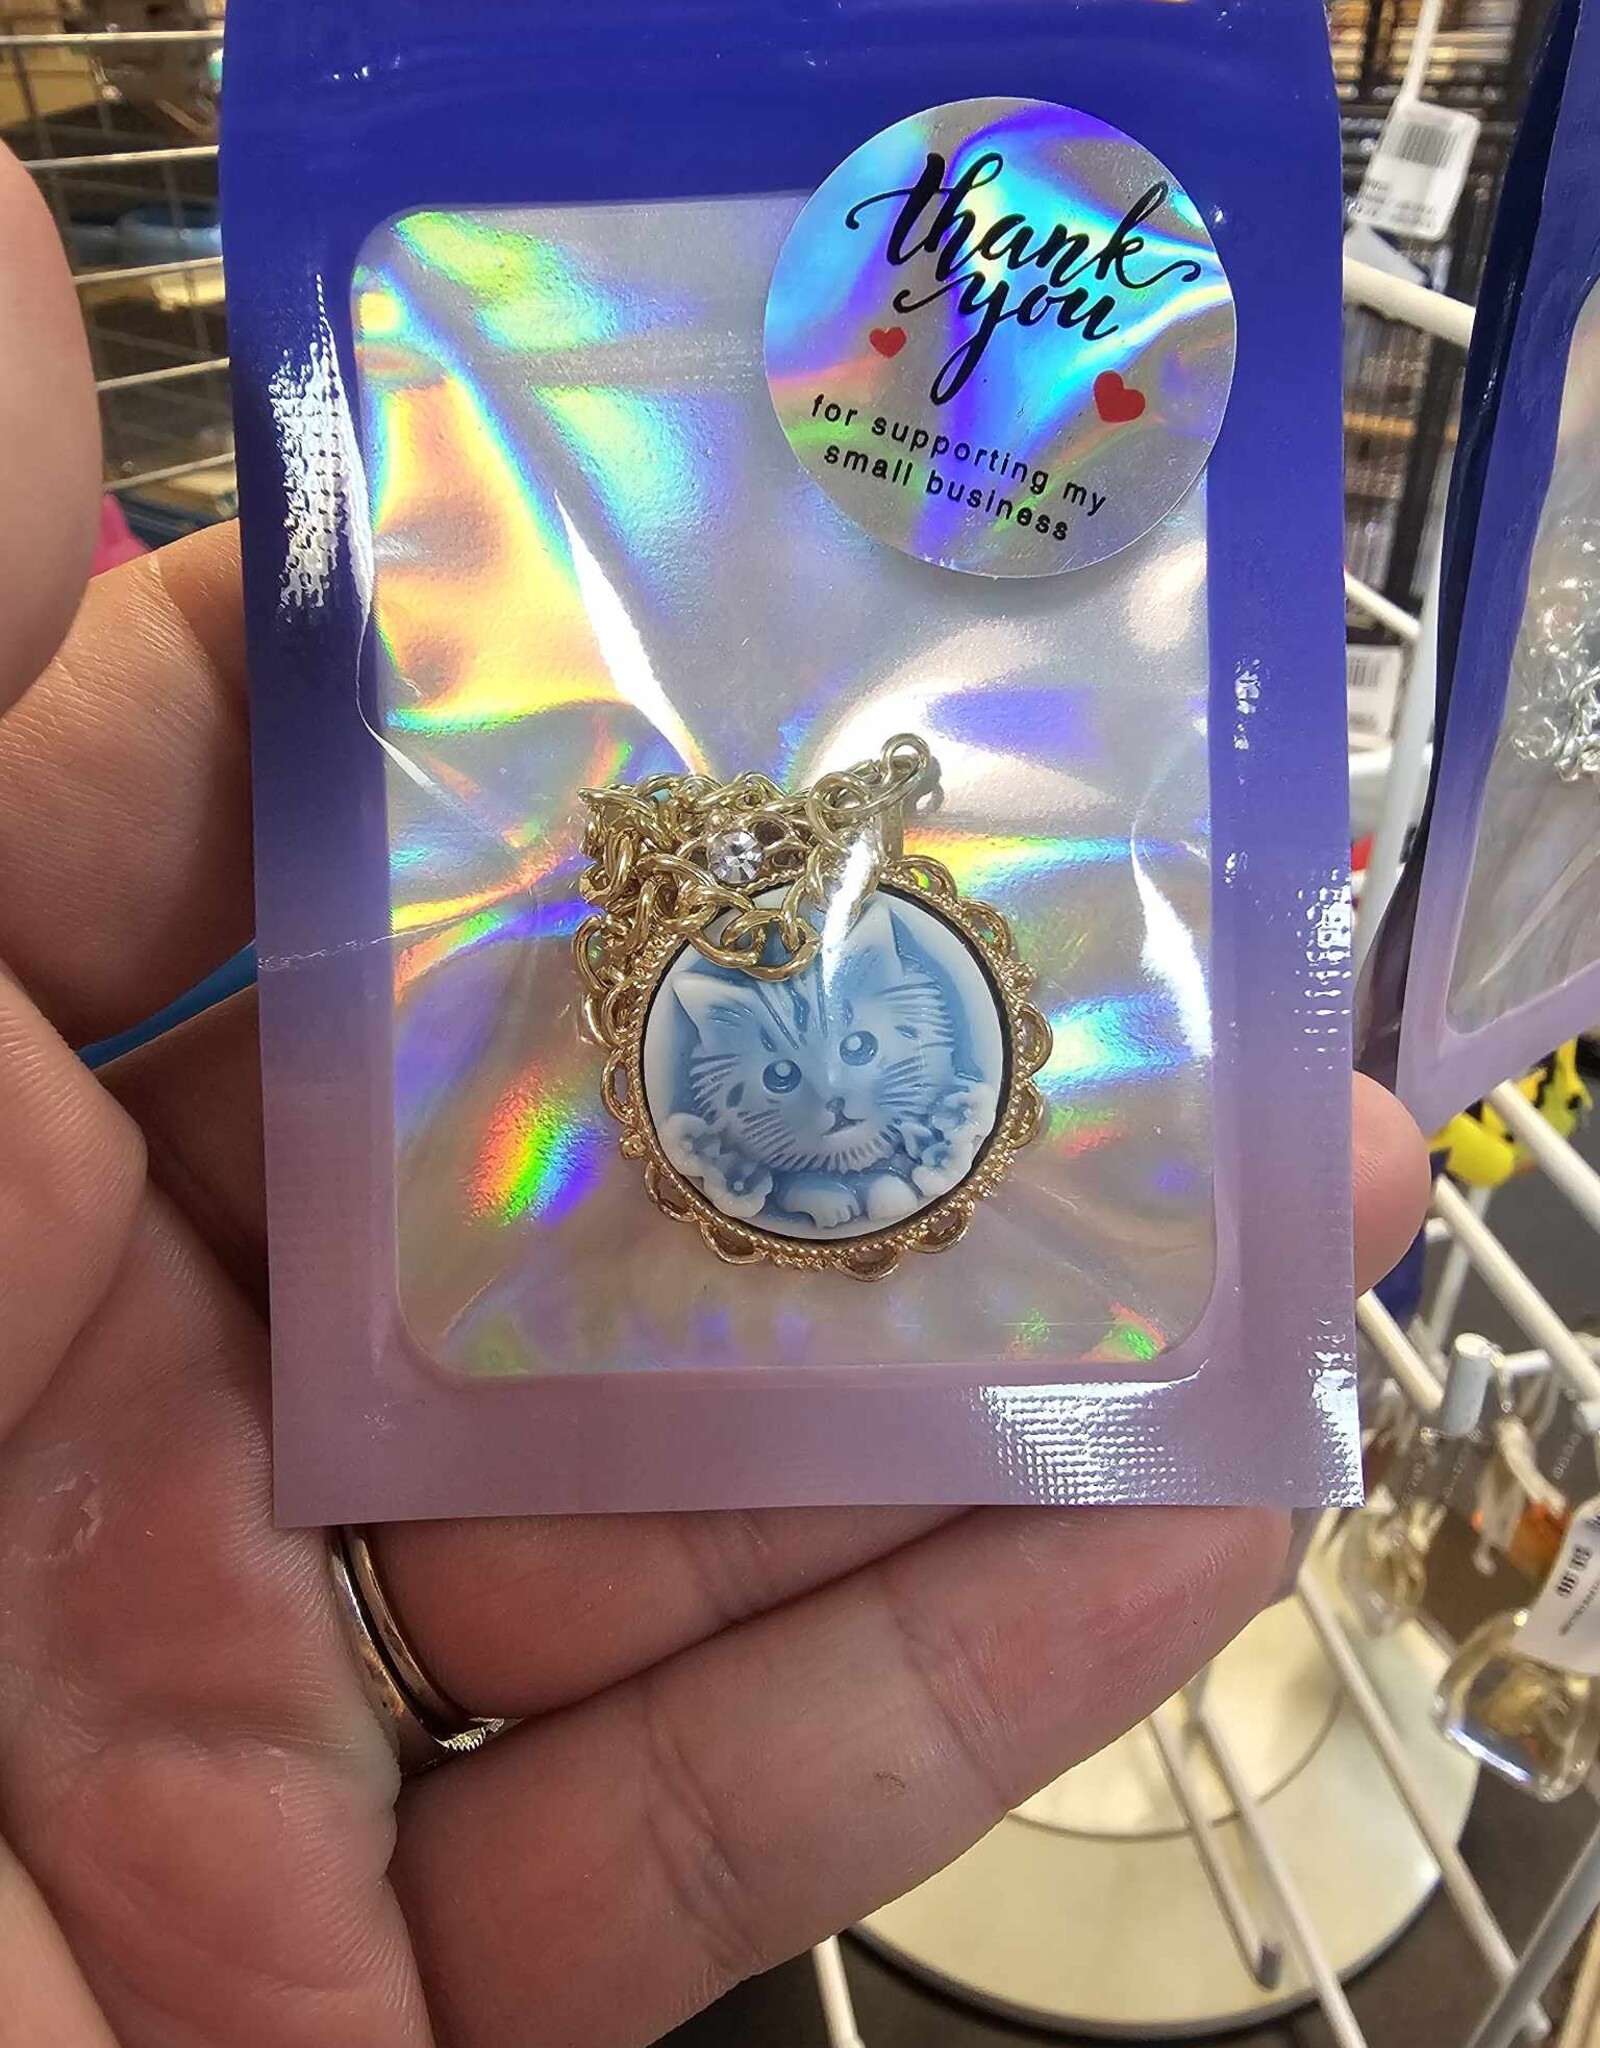 thank
you
for supporting my
small business